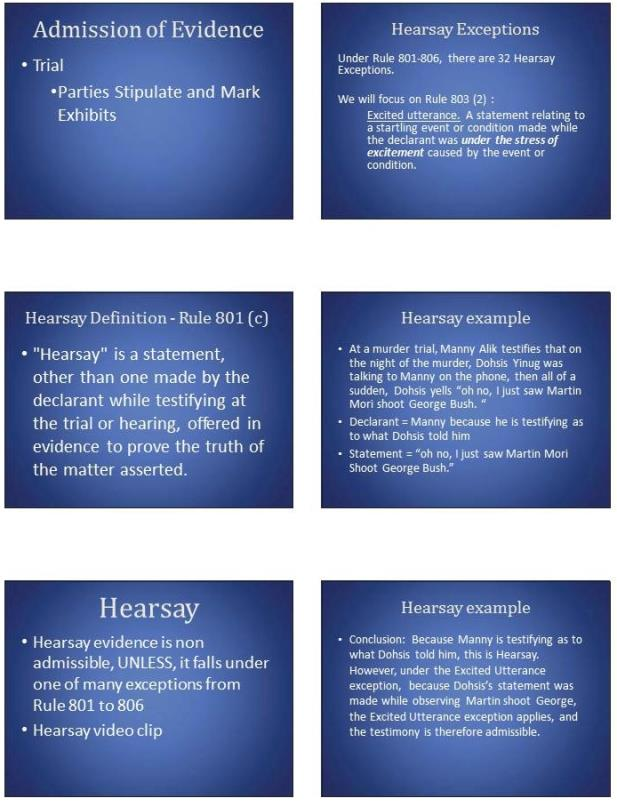 Admission of Evidence
• Trial
•Parties Stipulate and Mark
Exhibits
Hearsay Definition - Rule 801 (c)
• "Hearsay" is a statement,
other than one made by the
declarant while testifying at
the trial or hearing, offered in
evidence to prove the truth of
the matter asserted.
Hearsay
• Hearsay evidence is non
admissible, UNLESS, it falls under
one of many exceptions from
Rule 801 to 806
• Hearsay video clip
Hearsay Exceptions
Under Rule 801-806, there are 32 Hearsay
Exceptions.
We will focus on Rule 803 (2) :
Excited utterance. A statement relating to
a startling event or condition made while
the declarant was under the stress of
excitement caused by the event or
condition.
Hearsay example
• At a murder trial, Manny Alik testifies that on
the night of the murder, Dohsis Yinug was
talking to Manny on the phone, then all of a
sudden, Dohsis yells “oh no, I just saw Martin
Mori shoot George Bush. “
• Declarant = Manny because he is testifying as
to what Dohsis told him
• Statement = “oh no, I just saw Martin Mori
Shoot George Bush.”
Hearsay example
• Conclusion: Because Manny is testifying as to
what Dohsis told him, this is Hearsay.
However, under the Excited Utterance
exception, because Dohsis’s statement was
made while observing Martin shoot George,
the Excited Utterance exception applies, and
the testimony is therefore admissible.